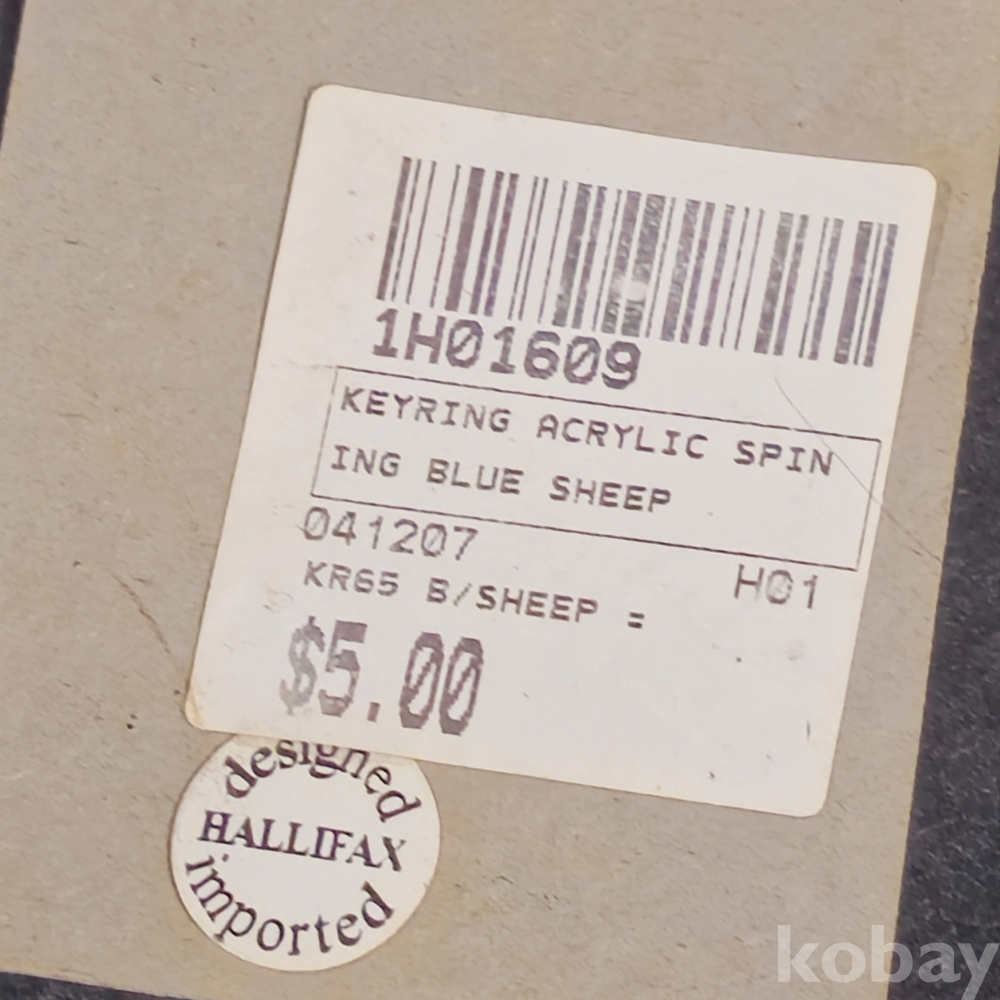 1H01609
KEYRING ACRYLIC SPIN
ING BLUE SHEEP
041207
H01
KR65 B/SHEEP =
$5.00
designed
HALLIFAX
imported
kobay